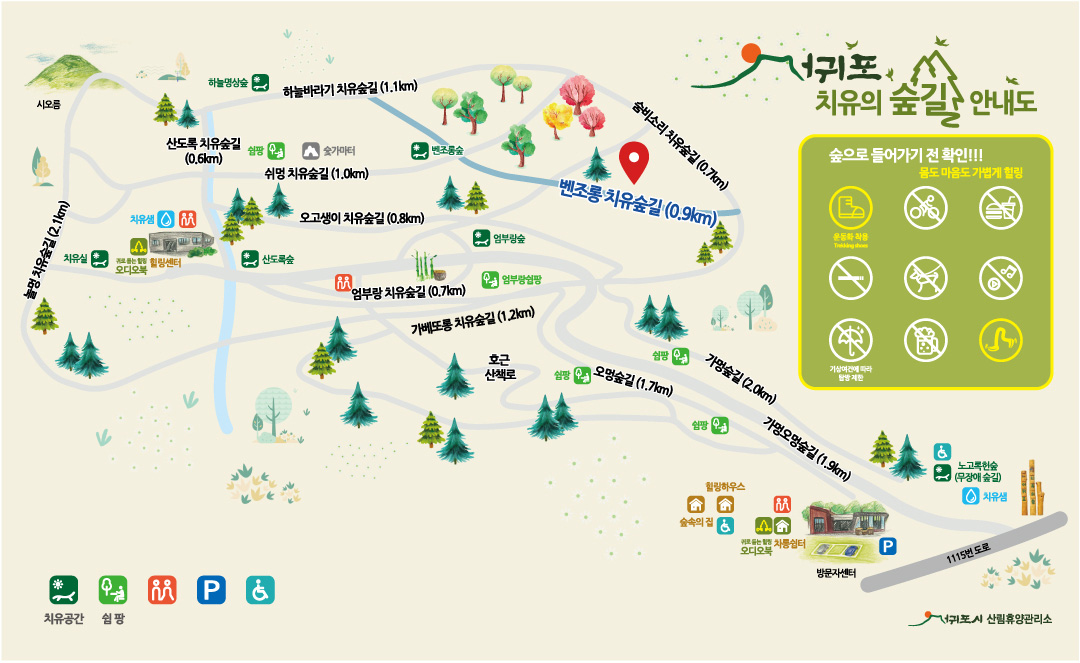 서귀포
치유의 숲길 안내도
숲으로 들어가기 전 확인!!!
몸도 마음도 가볍게 힐링
운동화 착용
Trekking shoes
기상여건에 따라
탐방 제한
시오름
하늘명상숲
하늘바라기 치유숲길 (1.1km)
숨비소리 치유숲길 (0.7km)
산도록 치유숲길
(0.6km)
쉼팡
숯가마터
벤조롱숲
쉬멍 치유숲길 (1.0km)
벤조롱 치유숲길 (0.9km)
오고생이 치유숲길 (0.8km)
놀멍 치유숲길 (2.1km)
치유샘
치유실
귀로 듣는 힐링
오디오북
힐링센터
산도록숲
엄부랑숲
엄부랑쉼팡
엄부랑 치유숲길 (0.7km)
가베또롱 치유숲길 (1.2km)
호근
산책로
쉼팡
오멍숲길 (1.7km)
쉼팡
가멍숲길 (2.0km)
쉼팡
가멍오멍숲길 (1.9km)
노고록헌숲
(무장애 숲길)
치유샘
힐링하우스
숲속의 집
귀로 듣는 힐링
오디오북
차롱쉼터
P
방문자센터
1115번 도로
P
치유공간
쉼 팡
서귀포시 산림휴양관리소